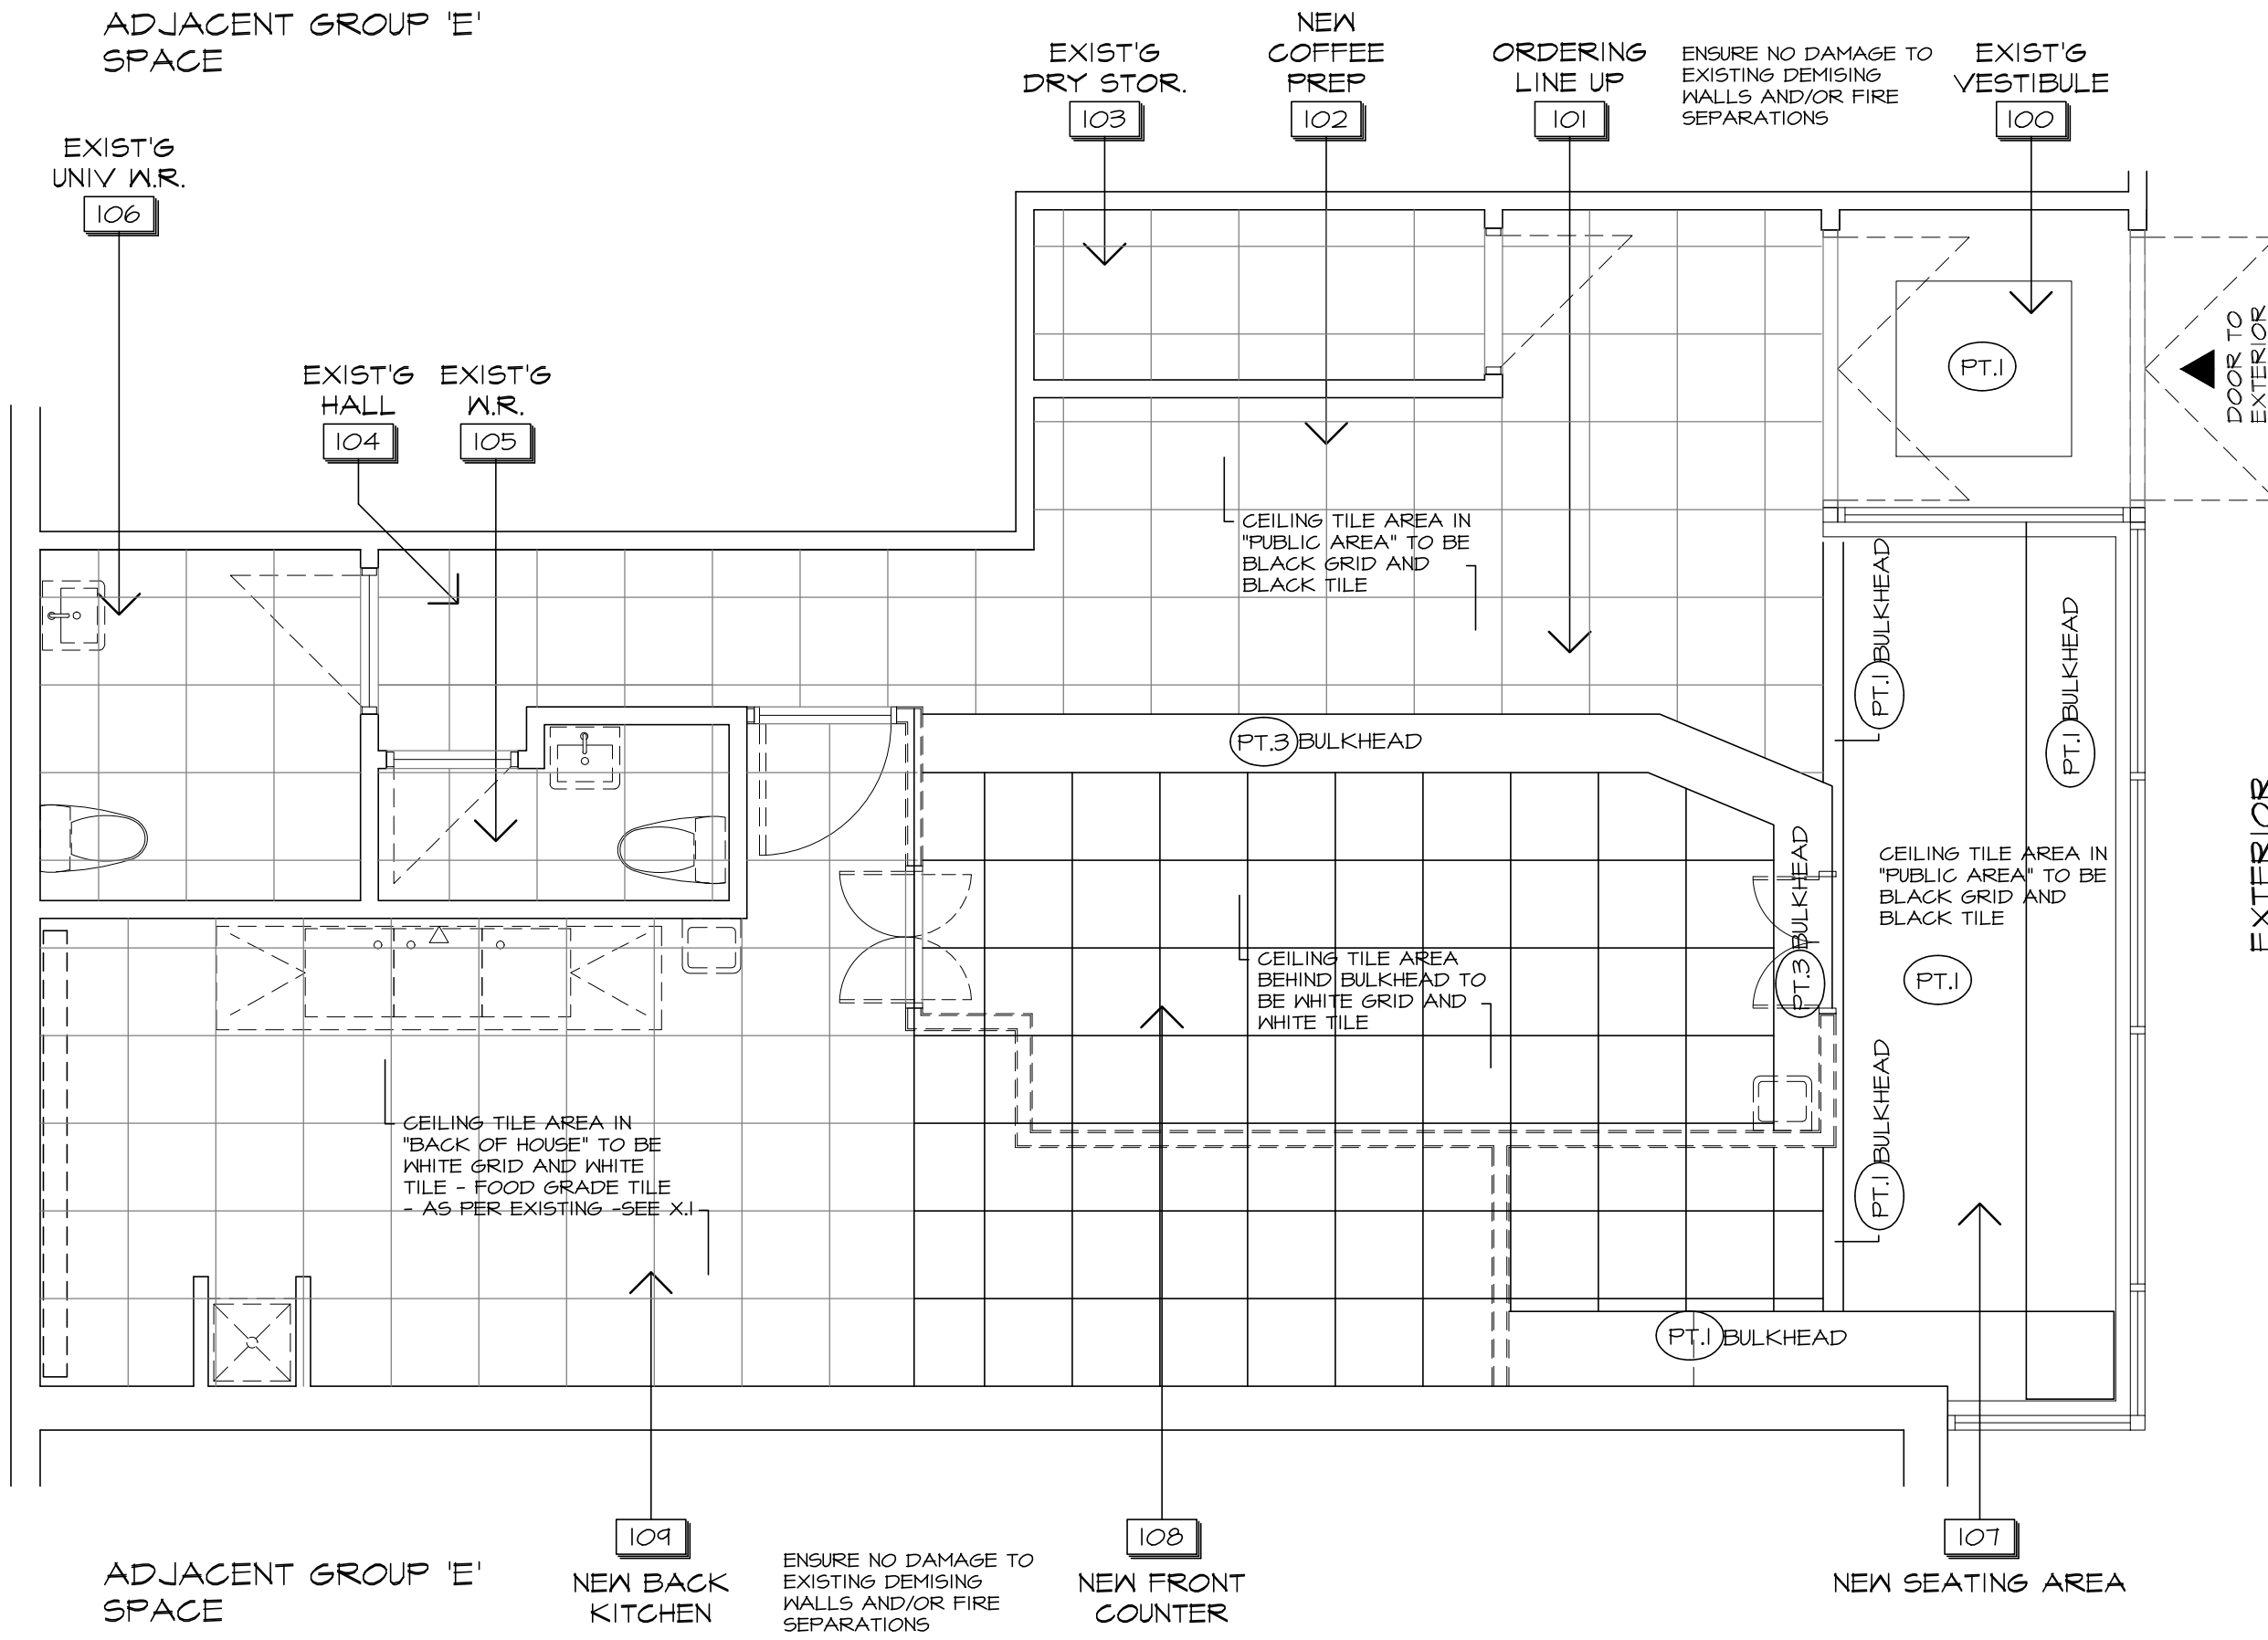 ADJACENT GROUP 'E'
SPACE
EXIST'G
UNIV W.R.
106
EXIST'G
HALL
104
EXIST'G
W.R.
105
EXIST'G
DRY STOR.
103
NEW
COFFEE
PREP
102
ORDERING
LINE UP
101
ENSURE NO DAMAGE TO
EXISTING DEMISING
WALLS AND/OR FIRE
SEPARATIONS
EXIST'G
VESTIBULE
100
PT.1
DOOR TO
EXTERIOR
CEILING TILE AREA IN
"PUBLIC AREA" TO BE
BLACK GRID AND
BLACK TILE
PT.1 BULKHEAD
PT.1 BULKHEAD
PT.3 BULKHEAD
EXTERIOR
PT.3 BULKHEAD
CEILING TILE AREA IN
"PUBLIC AREA" TO BE
BLACK GRID AND
BLACK TILE
PT.1
CEILING TILE AREA
BEHIND BULKHEAD TO
BE WHITE GRID AND
WHITE TILE
CEILING TILE AREA IN
"BACK OF HOUSE" TO BE
WHITE GRID AND WHITE
TILE - FOOD GRADE TILE
- AS PER EXISTING -SEE X.1
PT.1 BULKHEAD
PT.1 BULKHEAD
109
NEW BACK
KITCHEN
108
NEW FRONT
COUNTER
107
NEW SEATING AREA
ADJACENT GROUP 'E'
SPACE
ENSURE NO DAMAGE TO
EXISTING DEMISING
WALLS AND/OR FIRE
SEPARATIONS